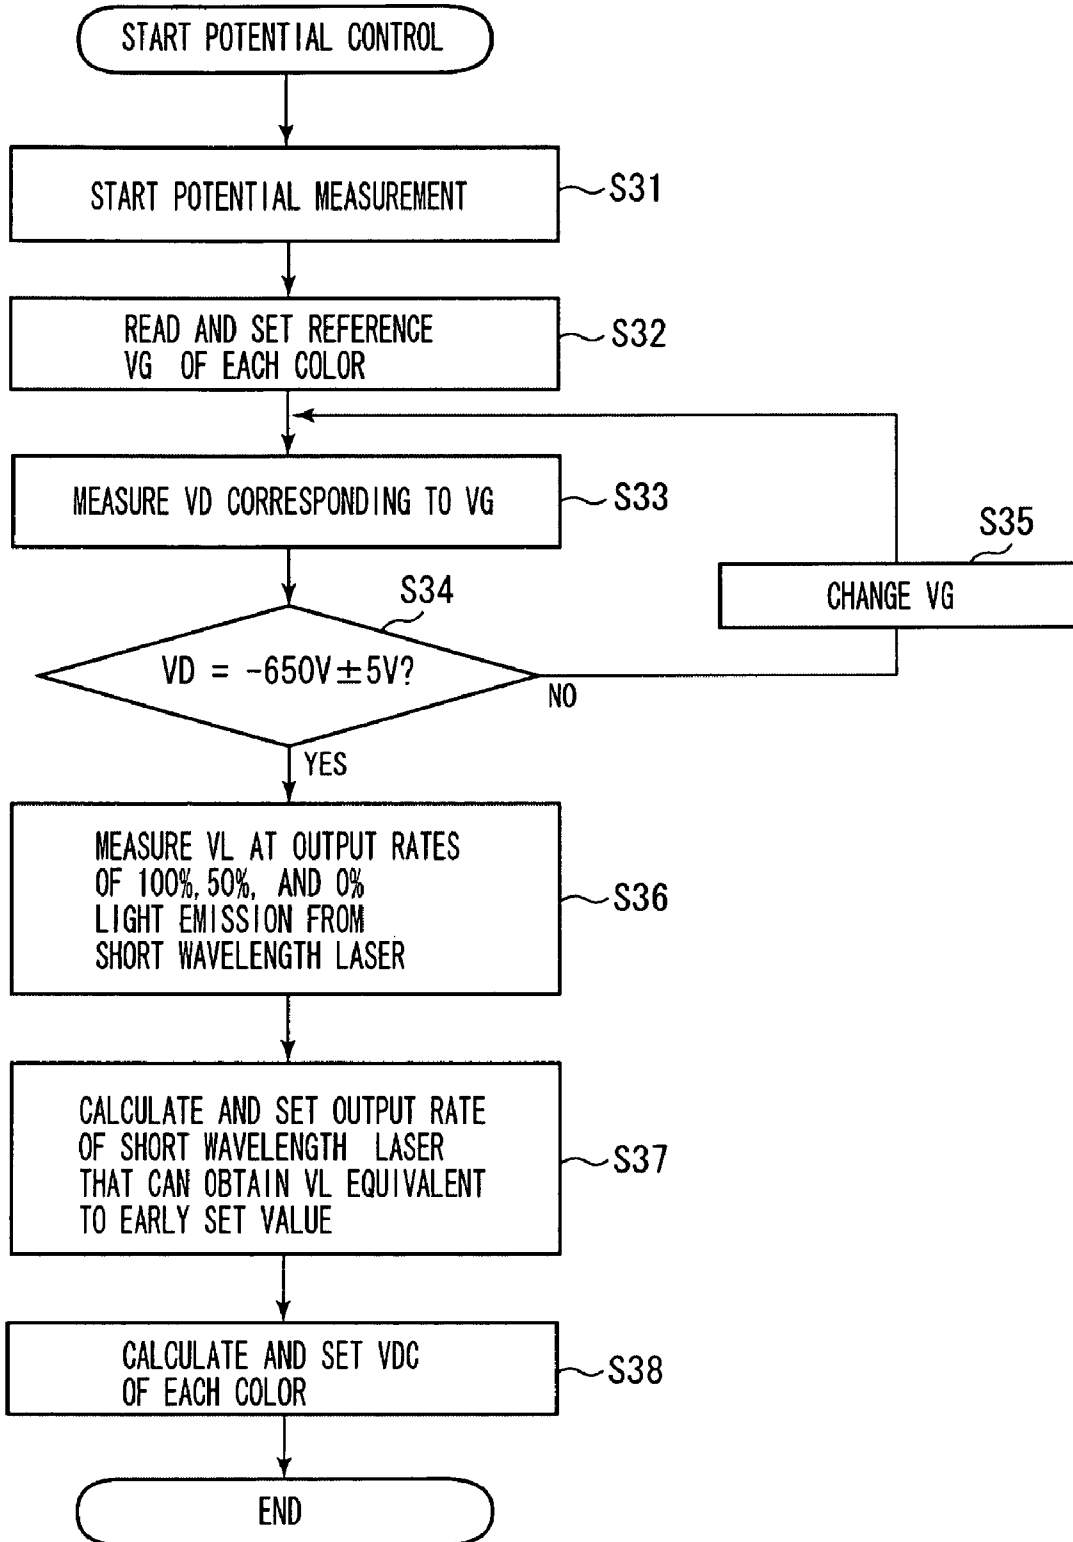 START POTENTIAL CONTROL
START POTENTIAL MEASUREMENT
S31
READ AND SET REFERENCE
VG OF EACH COLOR
S32
MEASURE VD CORRESPONDING TO VG
S33
S34
VD = -650V±5V?
NO
YES
S35
CHANGE VG
MEASURE VL AT OUTPUT RATES
OF 100%, 50%, AND 0%
LIGHT EMISSION FROM
SHORT WAVELENGTH LASER
S36
CALCULATE AND SET OUTPUT RATE
OF SHORT WAVELENGTH LASER
THAT CAN OBTAIN VL EQUIVALENT
TO EARLY SET VALUE
S37
CALCULATE AND SET VDC
OF EACH COLOR
S38
END